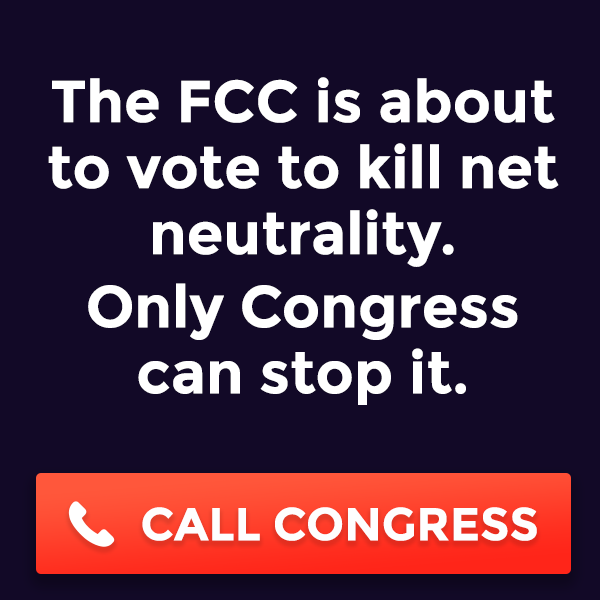 The FCC is about
to vote to kill net
neutrality.
Only Congress
can stop it.
CALL CONGRESS